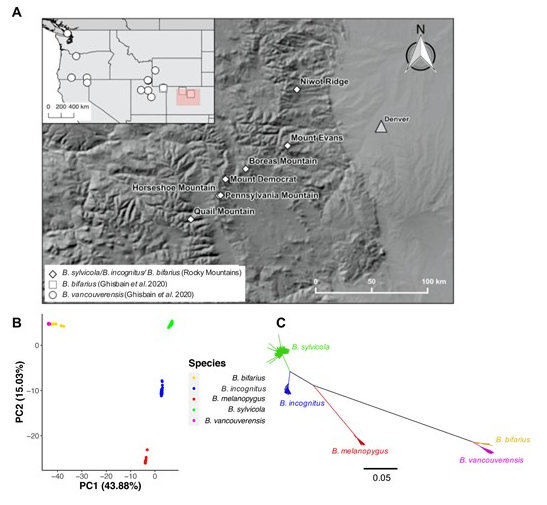 A
N
Niwot Ridge
0 200 400 km
Denver
Mount Evans
Boreas Mountain
Mount Democrat
Horseshoe Mountain
Pennsylvania Mountain
Quail Mountain
B. sylvicola/B. incognitus/ B. bifarius (Rocky Mountains)
B. bifarius (Ghisbain et al. 2020)
B. vancouverensis (Ghisbain et al. 2020)
0 50 100 km
B
0
−10
−20
PC2 (15.03%)
−40 −30 −20 −10 0
PC1 (43.88%)
Species
B. bifarius
B. incognitus
B. melanopygus
B. sylvicola
B. vancouverensis
C
B. sylvicola
B. incognitus
B. melanopygus
B. bifarius
B. vancouverensis
0.05